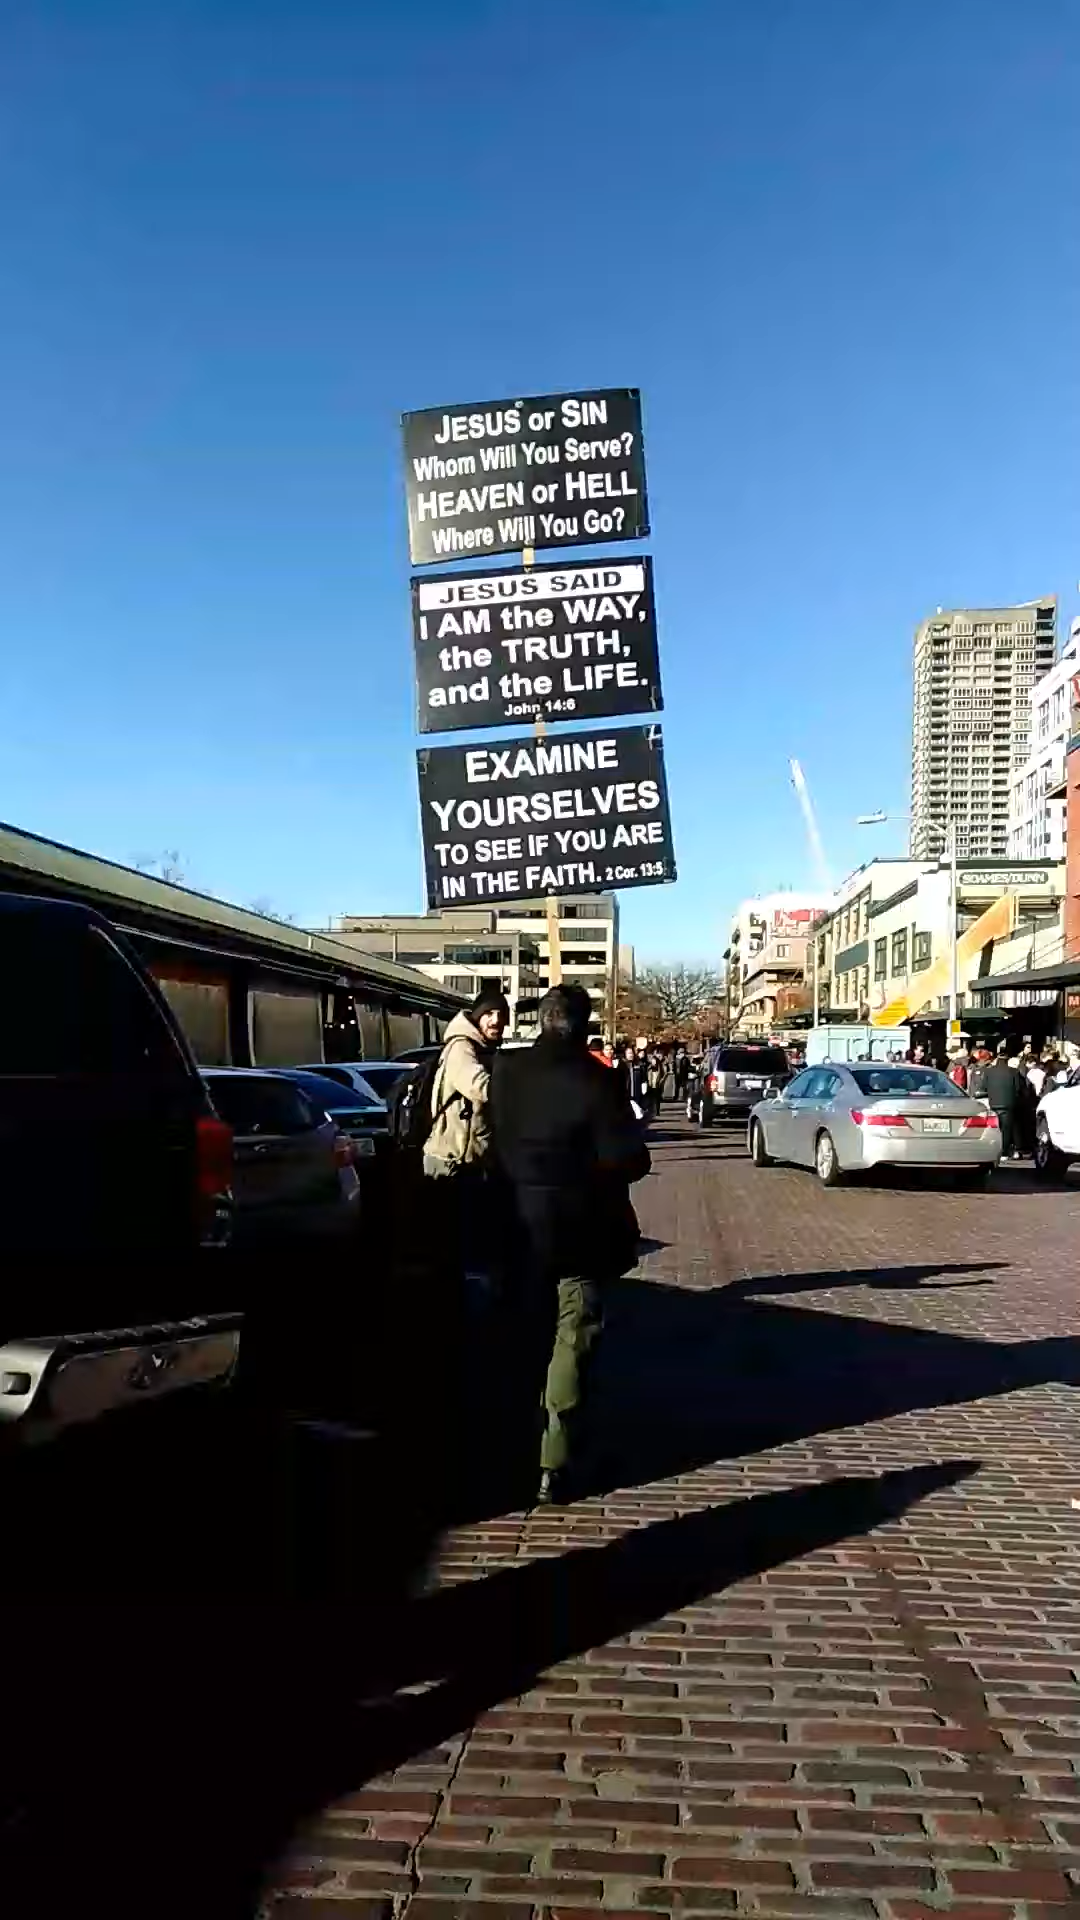 JESUS or SIN
Whom Will You Serve?
HEAVEN or HELL
Where Will You Go?
JESUS SAID
I AM the WAY,
the TRUTH,
and the LIFE.
John 14:6
EXAMINE
YOURSELVES
TO SEE IF YOU ARE
IN THE FAITH. 2 Cor. 13:5
SOAMES/DUNN